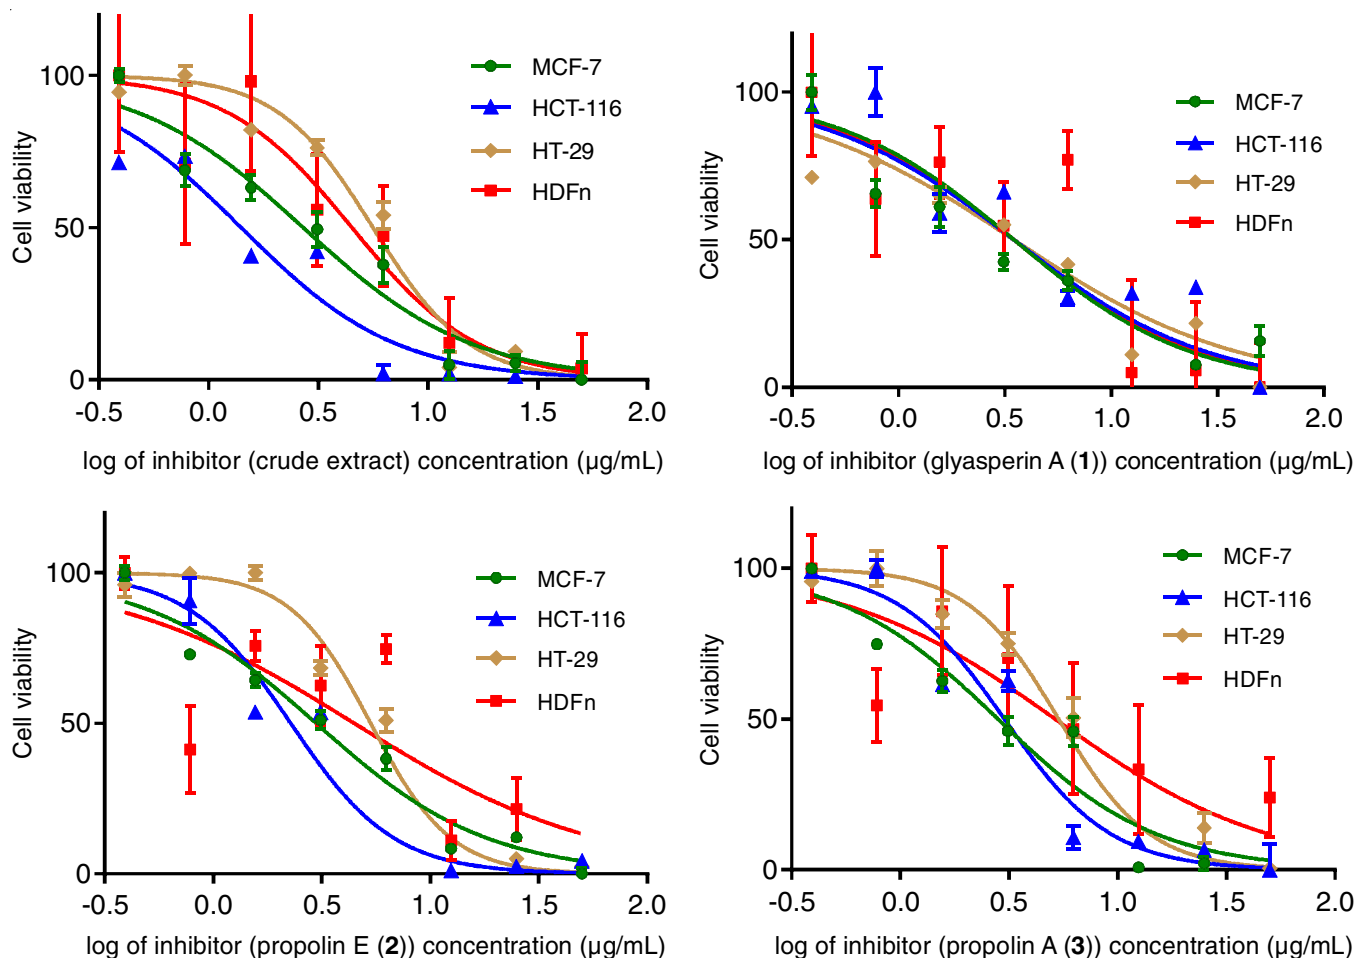 MCF-7
HCT-116
HT-29
HDFn
Cell viability
100
50
0
-0.5 0.0 0.5 1.0 1.5 2.0
log of inhibitor (crude extract) concentration (µg/mL)
MCF-7
HCT-116
HT-29
HDFn
Cell viability
100
50
0
-0.5 0.0 0.5 1.0 1.5 2.0
log of inhibitor (glyasperin A (1)) concentration (µg/mL)
MCF-7
HCT-116
HT-29
HDFn
Cell viability
100
50
0
-0.5 0.0 0.5 1.0 1.5 2.0
log of inhibitor (propolin E (2)) concentration (µg/mL)
MCF-7
HCT-116
HT-29
HDFn
Cell viability
100
50
0
-0.5 0.0 0.5 1.0 1.5 2.0
log of inhibitor (propolin A (3)) concentration (µg/mL)